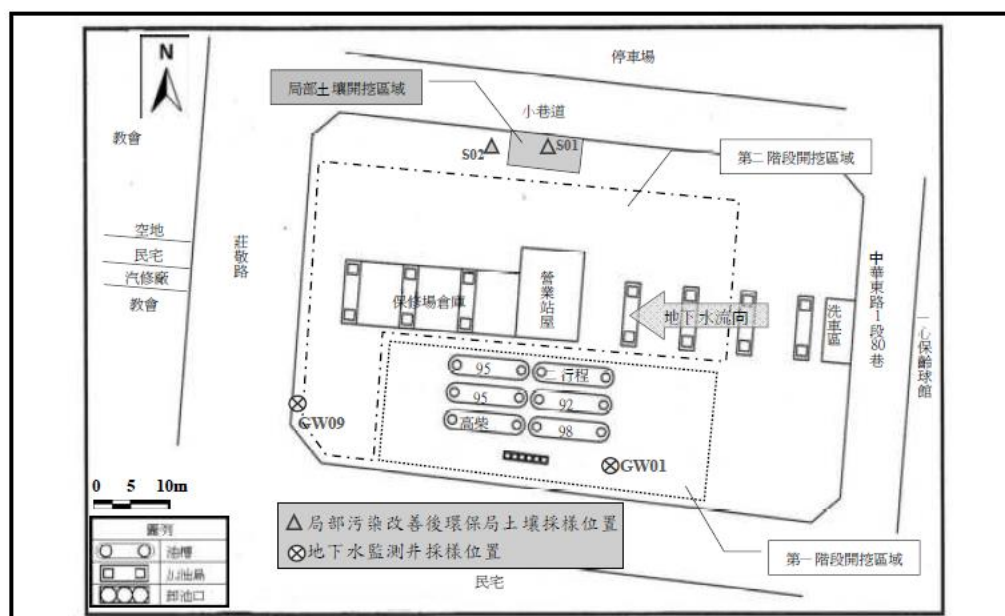 停車場
N
局部土壤開挖區域
小巷道
教會
S01
S02
第二階段開挖區域
空地
民宅
汽修廠
教會
莊敬路
營業站屋
保修場倉庫
地下水流向
洗車區
中華東路1段80巷
一心保齡球館
95
二行程
95
92
高柴
98
GW09
GW01
0 5 10m
圖列
油槽
加油島
卸油口
△局部污染改善後環保局土壤採樣位置
⊗地下水監測井採樣位置
第一階段開挖區域
民宅